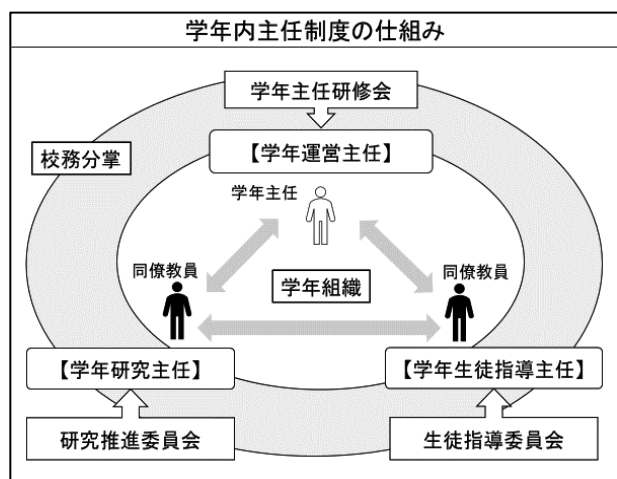 学年内主任制度の仕組み
学年主任研修会
校務分掌
【学年運営主任】
学年主任
同僚教員
学年組織
同僚教員
【学年研究主任】
【学年生徒指導主任】
研究推進委員会
生徒指導委員会